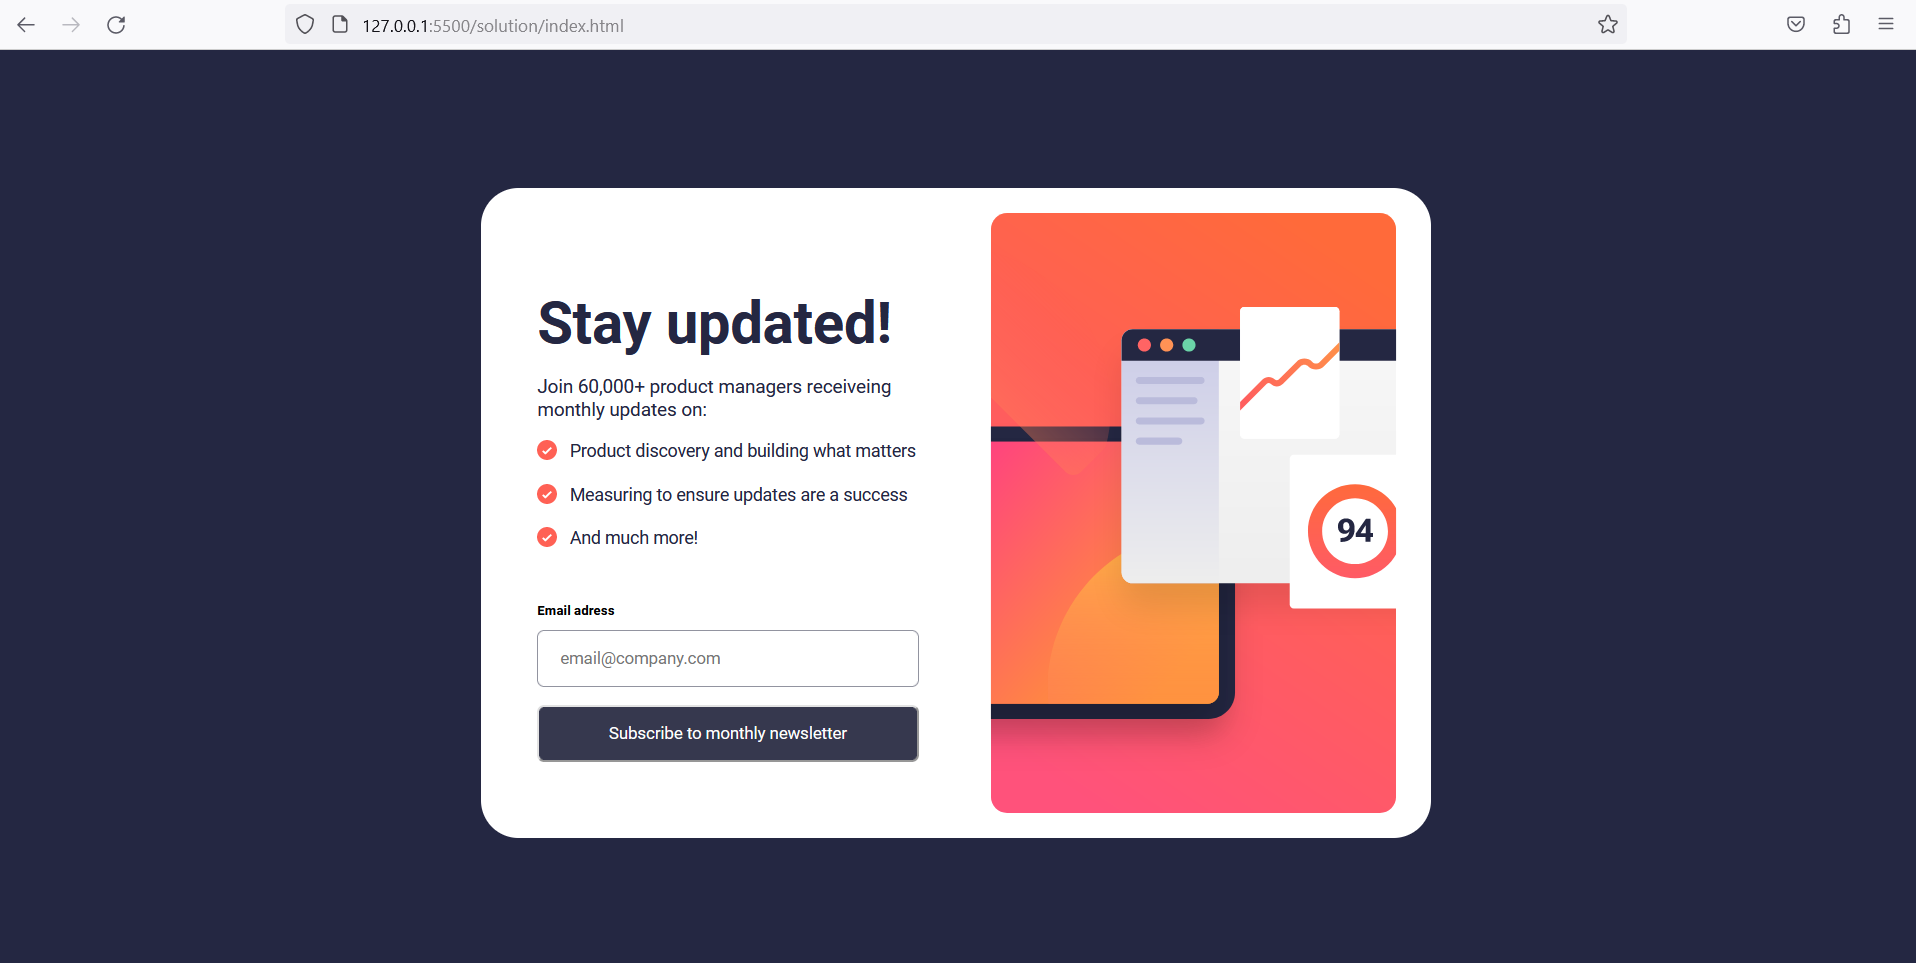 127.0.0.1:5500/solution/index.html
Stay updated!
Join 60,000+ product managers receiveing
monthly updates on:
Product discovery and building what matters
Measuring to ensure updates are a success
And much more!
Email adress
email@company.com
Subscribe to monthly newsletter
94